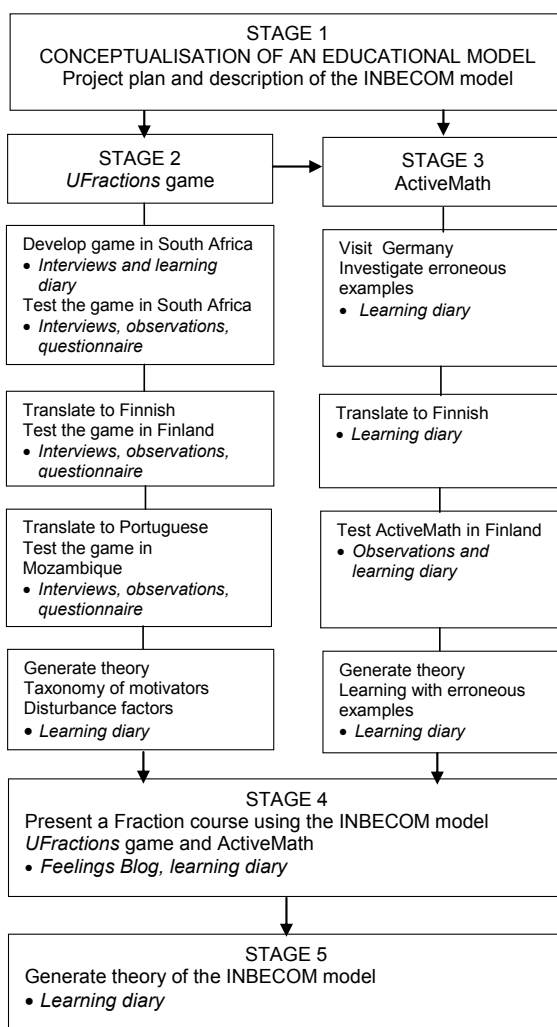 STAGE 1
CONCEPTUALISATION OF AN EDUCATIONAL MODEL
Project plan and description of the INBECOM model
STAGE 2
UFractions game
STAGE 3
ActiveMath
Develop game in South Africa
• Interviews and learning
diary
Test the game in South Africa
• Interviews, observations,
questionnaire
Visit Germany
Investigate erroneous
examples
• Learning diary
Translate to Finnish
Test the game in Finland
• Interviews, observations,
questionnaire
Translate to Finnish
• Learning diary
Translate to Portuguese
Test the game in
Mozambique
• Interviews, observations,
questionnaire
Test ActiveMath in Finland
• Observations and
learning diary
Generate theory
Taxonomy of motivators
Disturbance factors
• Learning diary
Generate theory
Learning with erroneous
examples
• Learning diary
STAGE 4
Present a Fraction course using the INBECOM model
UFractions game and ActiveMath
• Feelings Blog, learning diary
STAGE 5
Generate theory of the INBECOM model
• Learning diary